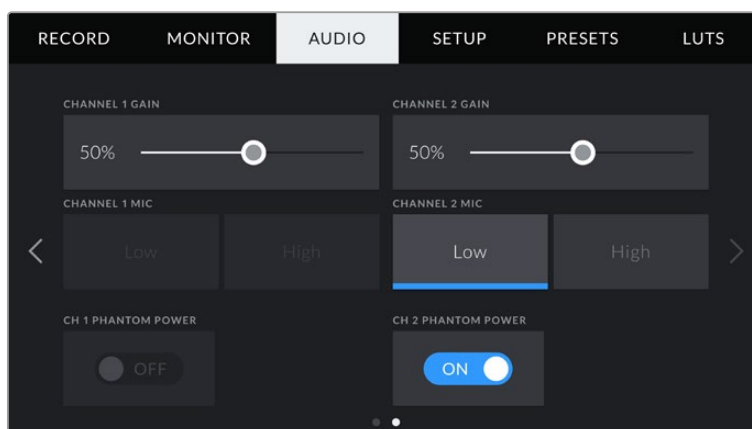 RECORD MONITOR AUDIO SETUP PRESETS LUTS
CHANNEL 1 GAIN CHANNEL 2 GAIN
50% 50%
CHANNEL 1 MIC CHANNEL 2 MIC
Low High Low High
CH 1 PHANTOM POWER CH 2 PHANTOM POWER
OFF ON